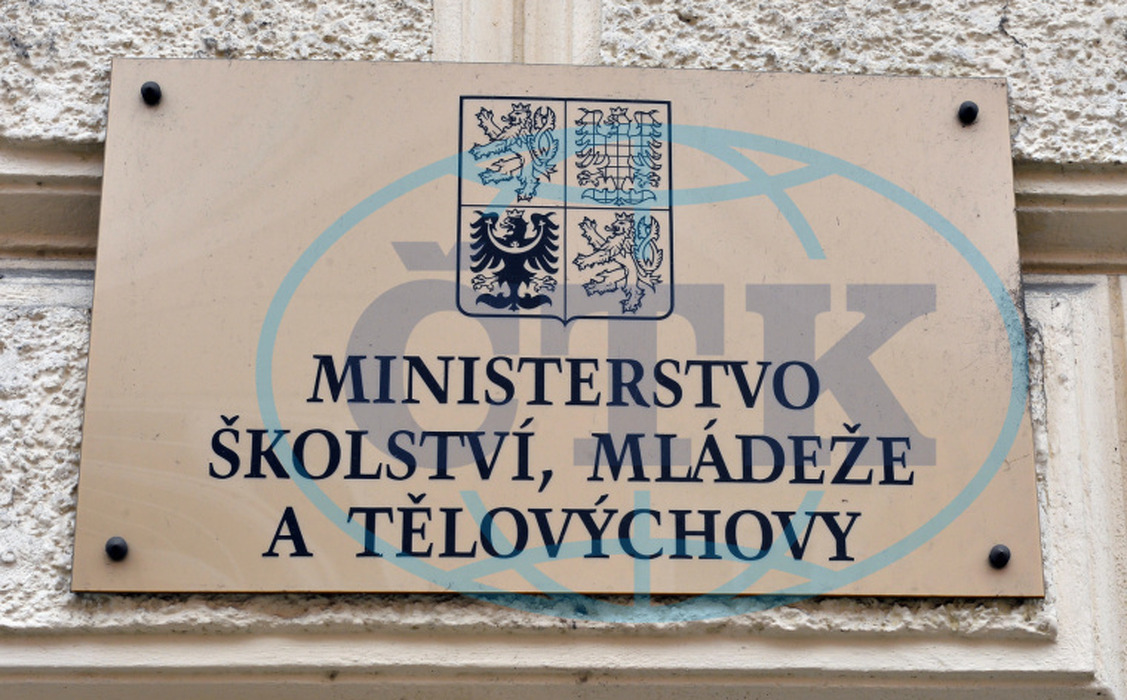 ČTK
MINISTERSTVO
ŠKOLSTVÍ, MLÁDEŽE
A TĚLOVÝCHOVY